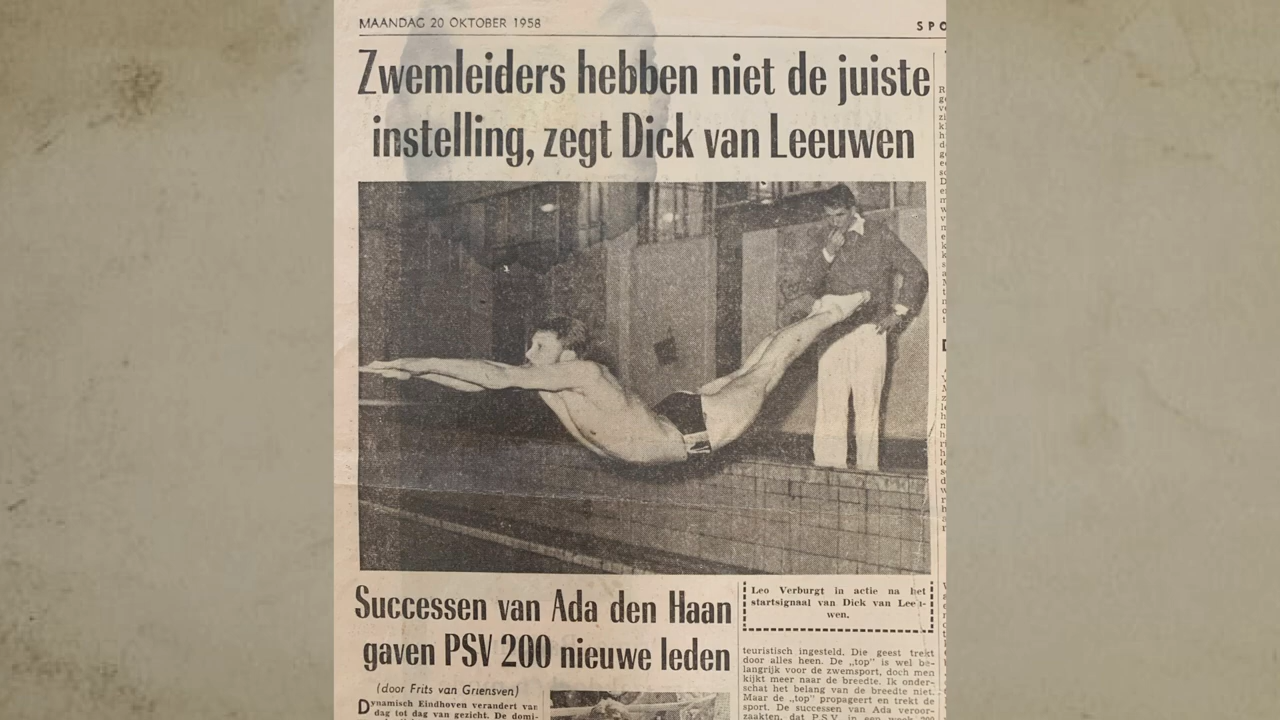 MAANDAG 20 OKTOBER 1958
SPO
Zwemleiders hebben niet de juiste
instelling, zegt Dick van Leeuwen
Leo Verburgt in actie na het
startsignaal van Dick van Lee
wen.
Successen van Ada den Haan
gaven PSV 200 nieuwe leden
(door Frits van Griensven)
Dynamisch Eindhoven verandert van
dag tot dag van gezicht. De domi-
teuristisch ingesteld. Die geest trekt
door alles heen. De „top" is wel be-
langrijk voor de zwemsport, doch men
kijkt meer naar de breedte. Ik onder-
schat het belang van de breedte niet.
Maar de „top" propageert en trekt de
sport. De successen van Ada veroor-
zaakten, dat P.S.V. in een week 200